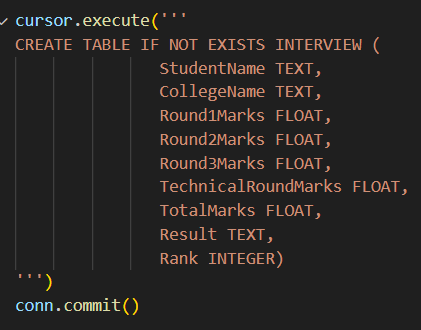 cursor.execute('''
CREATE TABLE IF NOT EXISTS INTERVIEW (
StudentName TEXT,
CollegeName TEXT,
Round1Marks FLOAT,
Round2Marks FLOAT,
Round3Marks FLOAT,
TechnicalRoundMarks FLOAT,
TotalMarks FLOAT,
Result TEXT,
Rank INTEGER)
''')
conn.commit()